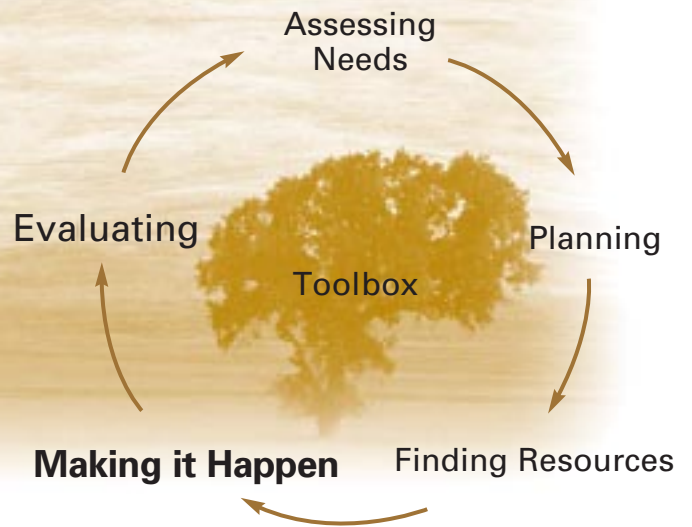 Assessing
Needs
Evaluating
Planning
Toolbox
Making it Happen
Finding Resources